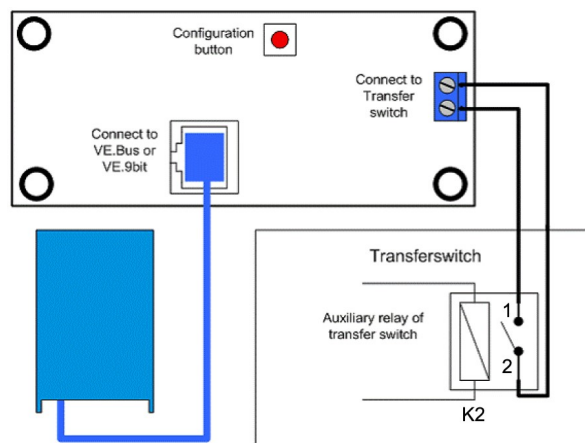 Configuration
button
Connect to
Transfer
switch
Connect to
VE.Bus or
VE.9bit
Transferswitch
Auxiliary relay of
transfer switch
1
2
K2